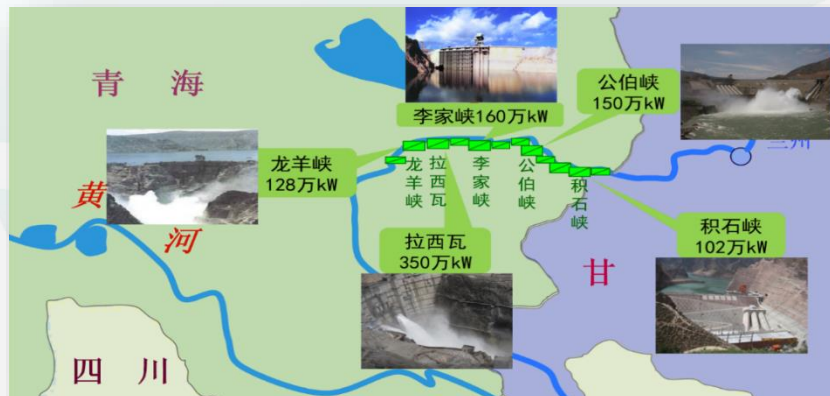 青海
李家峡160万kW
公伯峡
150万kW
兰州
龙羊峡
128万kW
龙羊峡
拉西瓦
李家峡
公伯峡
积石峡
黄河
拉西瓦
350万kW
积石峡
102万kW
甘
四川